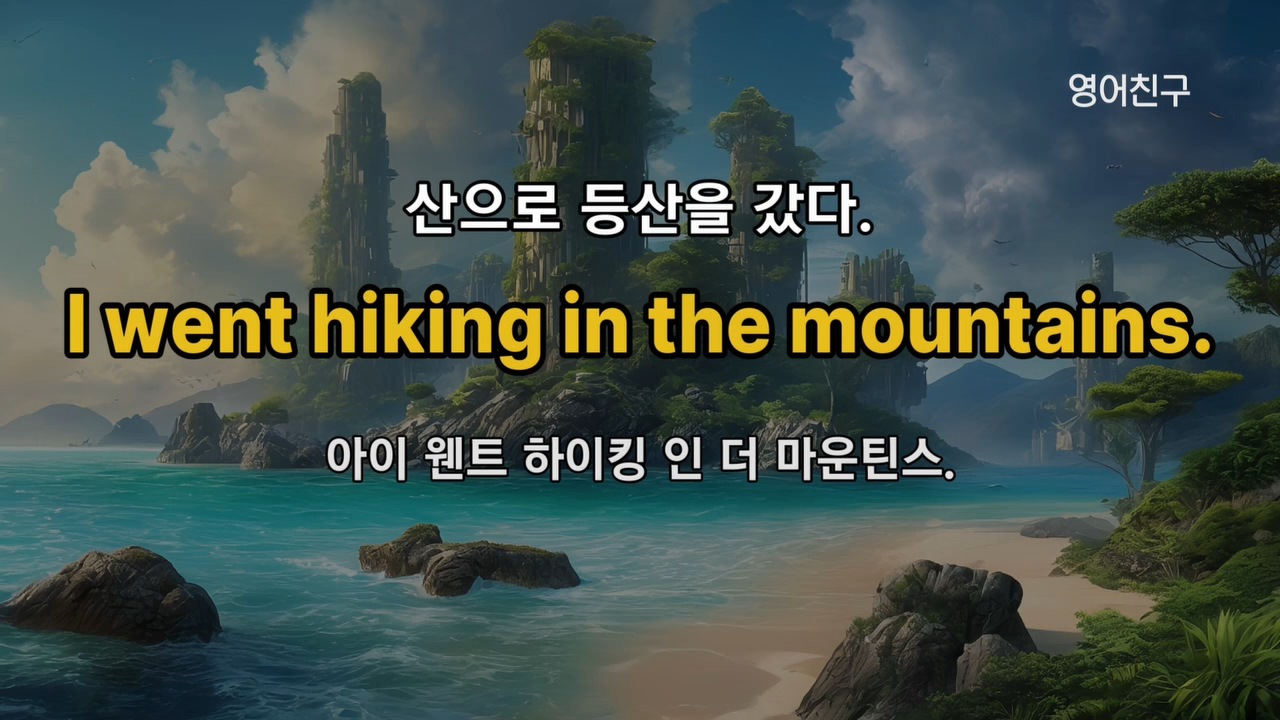 영어친구
산으로 등산을 갔다.
I went hiking in the mountains.
아이 웬트 하이킹 인 더 마운틴스.